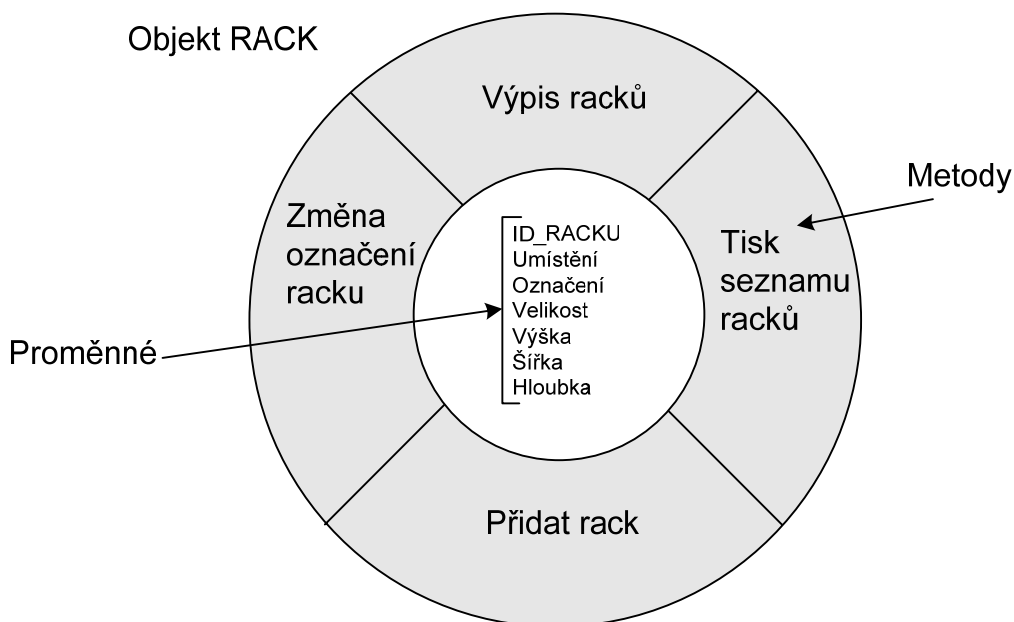 Objekt RACK
Výpis racků
Metody
Změna
označení
racku
ID_RACKU
Umístění
Označení
Velikost
Výška
Šířka
Hloubka
Tisk
seznamu
racků
Proměnné
Přidat rack